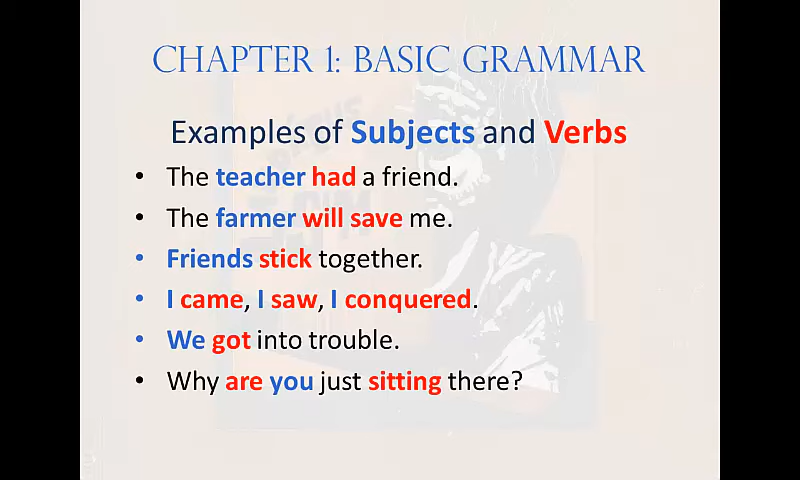 CHAPTER 1: BASIC GRAMMAR
Examples of Subjects and Verbs
• The teacher had a friend.
• The farmer will save me.
• Friends stick together.
• I came, I saw, I conquered.
• We got into trouble.
• Why are you just sitting there?